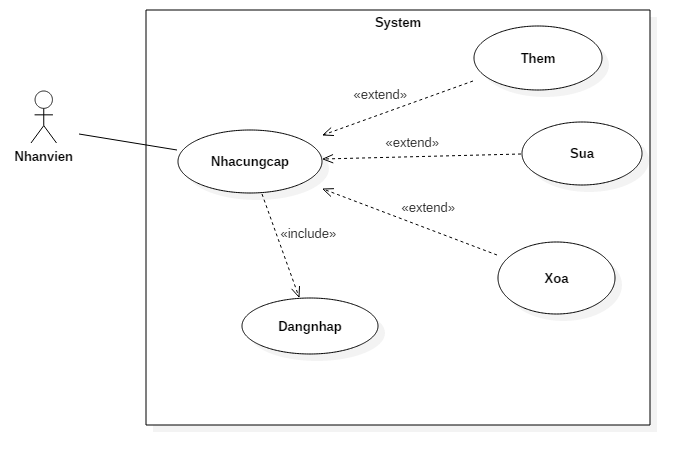 System
Them
«extend»
«extend»
Sua
Nhanvien
Nhacungcap
«extend»
«include»
Xoa
Dangnhap